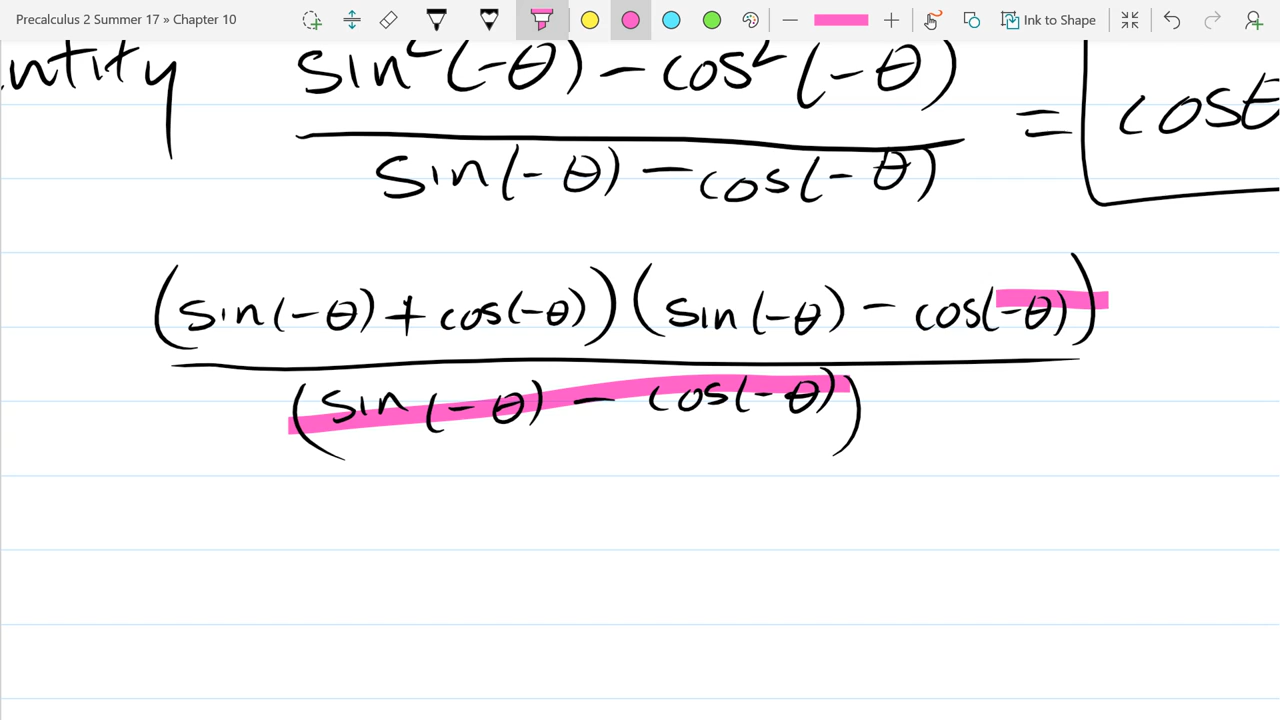 Precalculus 2 Summer 17 » Chapter 10
Ink to Shape
ntity sin²(-θ) - cos²(-θ) = cosθ
sin(-θ) - cos(-θ)
(sin(-θ) + cos(-θ))(sin(-θ) - cos(-θ))
(sin(-θ) - cos(-θ))